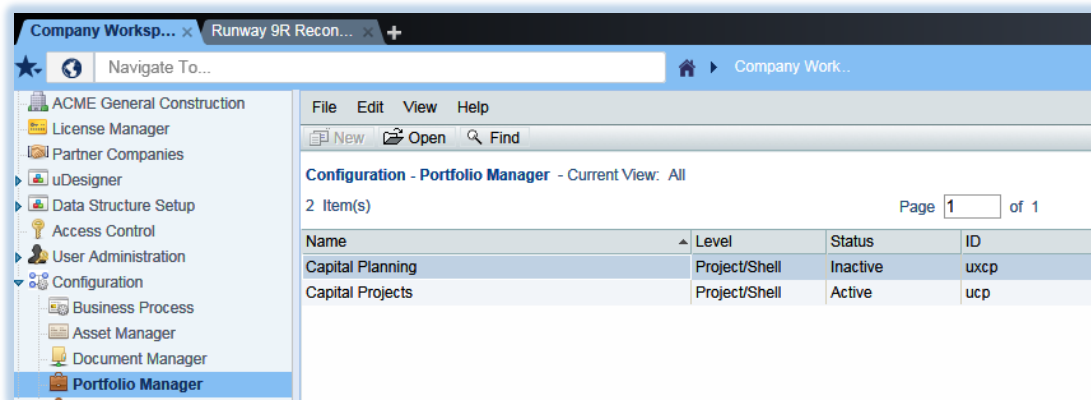 Company Worksp... Runway 9R Recon...
Navigate To... Company Work..
ACME General Construction
License Manager
Partner Companies
uDesigner
Data Structure Setup
Access Control
User Administration
Configuration
Business Process
Asset Manager
Document Manager
Portfolio Manager
File Edit View Help
New Open Find
Configuration - Portfolio Manager - Current View: All
2 Item(s) Page 1 of 1
Name Level Status ID
Capital Planning Project/Shell Inactive uxcp
Capital Projects Project/Shell Active ucp